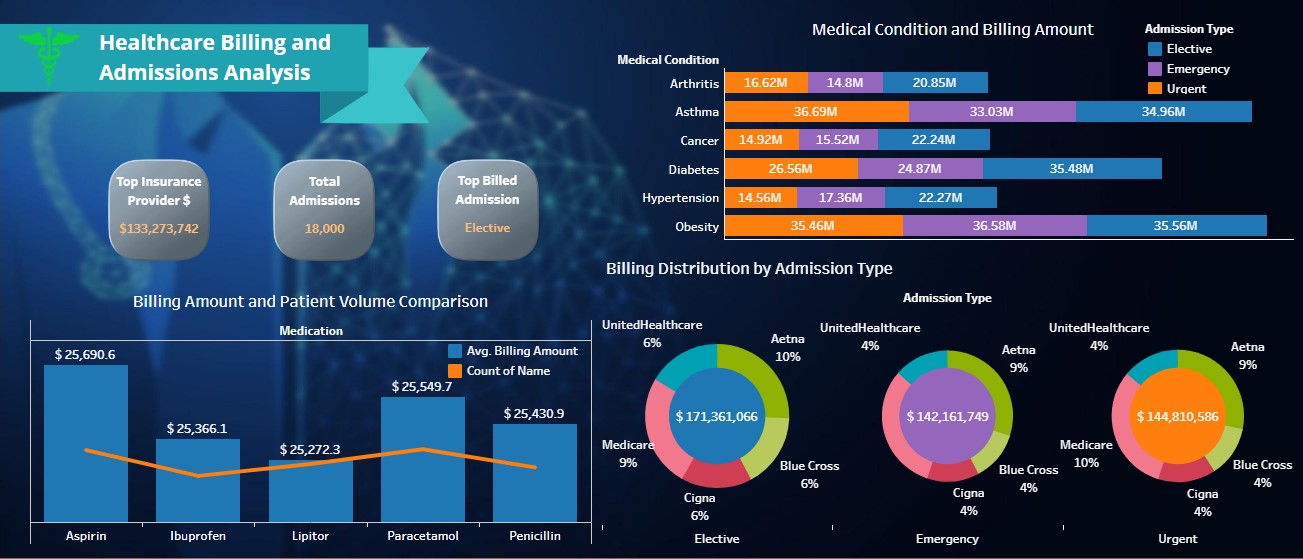 Healthcare Billing and
Admissions Analysis
Top Insurance
Provider $
$133,273,742
Total
Admissions
18,000
Top Billed
Admission
Elective
Medical Condition and Billing Amount
Admission Type
Elective
Emergency
Urgent
Medical Condition
Arthritis 16.62M 14.8M 20.85M
Asthma 36.69M 33.03M 34.96M
Cancer 14.92M 15.52M 22.24M
Diabetes 26.56M 24.87M 35.48M
Hypertension 14.56M 17.36M 22.27M
Obesity 35.46M 36.58M 35.56M
Billing Amount and Patient Volume Comparison
Medication
Avg. Billing Amount
Count of Name
$ 25,690.6
$ 25,366.1
$ 25,272.3
$ 25,549.7
$ 25,430.9
Aspirin Ibuprofen Lipitor Paracetamol Penicillin
Billing Distribution by Admission Type
Admission Type
UnitedHealthcare
6%
Aetna
10%
$ 171,361,066
Medicare
9%
Blue Cross
6%
Cigna
6%
Elective
UnitedHealthcare
4%
Aetna
9%
$ 142,161,749
Blue Cross
4%
Cigna
4%
Emergency
UnitedHealthcare
4%
Aetna
9%
$ 144,810,586
Medicare
10%
Blue Cross
4%
Cigna
4%
Urgent